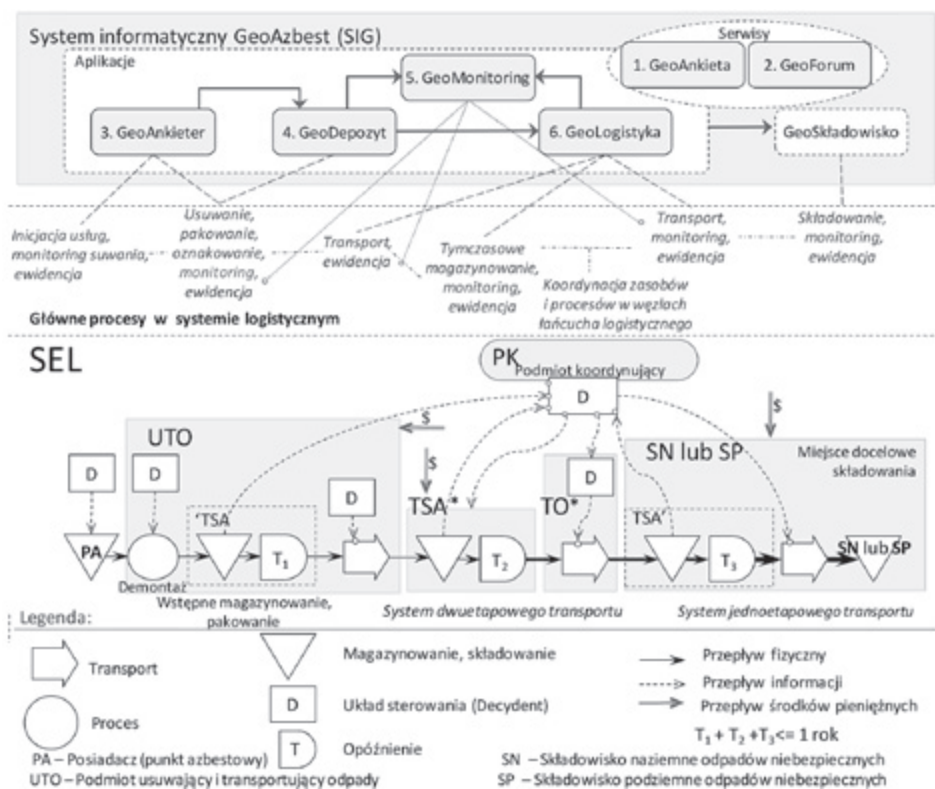 System informatyczny GeoAzbest (SIG)
Serwisy
Aplikacje
1. GeoAnkieta
2. GeoForum
5. GeoMonitoring
3. GeoAnkieter
4. GeoDepozyt
6. GeoLogistyka
GeoSkładowisko
Inicjacja usług,
monitoring suwania,
ewidencja
Usuwanie,
pakowanie,
oznakowanie,
monitoring,
ewidencja
Transport,
ewidencja
Tymczasowe
magazynowanie,
monitoring,
ewidencja
Koordynacja zasobów
i procesów w węzłach
łańcucha logistycznego
Transport,
monitoring,
ewidencja
Składowanie,
monitoring,
ewidencja
Główne procesy w systemie logistycznym
SEL
PK
Podmiot koordynujący
D
$
$
$
UTO
SN lub SP
Miejsce docelowe
składowania
D
D
D
TSA*
TO*
D
'TSA
TSA'
PA
T1
T2
T3
SN lub SP
Demontaż
Wstępne magazynowanie,
pakowanie
System dwuetapowego transportu
System jednoetapowego transportu
Legenda:
Transport
Magazynowanie, składowanie
Przepływ fizyczny
Przepływ informacji
D
Układ sterowania (Decydent)
Przepływ środków pieniężnych
Proces
T
Opóźnienie
T1 + T2 +T3<= 1 rok
PA – Posiadacz (punkt azbestowy)
SN – Składowisko naziemne odpadów niebezpiecznych
UTO – Podmiot usuwający i transportujący odpady
SP – Składowisko podziemne odpadów niebezpiecznych